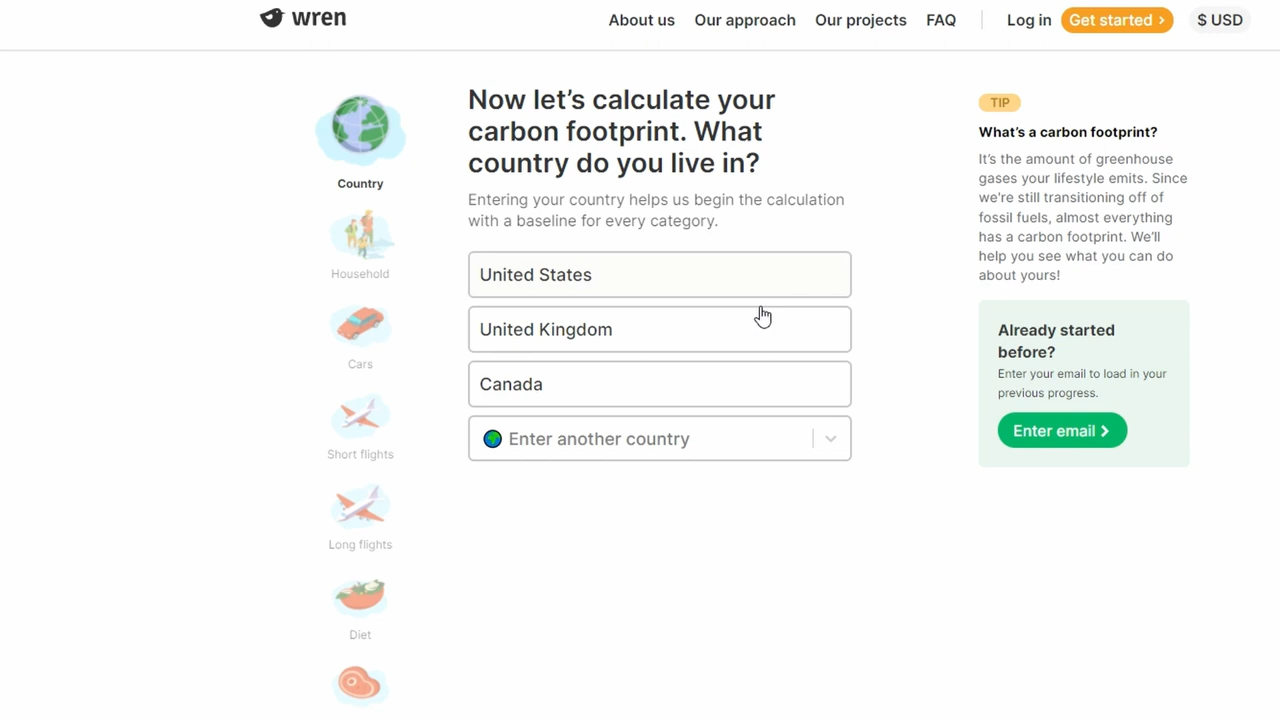 wren
About us Our approach Our projects FAQ Log in Get started > $ USD
Country
Household
Cars
Short flights
Long flights
Diet
Now let's calculate your
carbon footprint. What
country do you live in?
Entering your country helps us begin the calculation
with a baseline for every category.
United States
United Kingdom
Canada
Enter another country
TIP
What's a carbon footprint?
It's the amount of greenhouse
gases your lifestyle emits. Since
we're still transitioning off of
fossil fuels, almost everything
has a carbon footprint. We'll
help you see what you can do
about yours!
Already started
before?
Enter your email to load in your
previous progress.
Enter email >